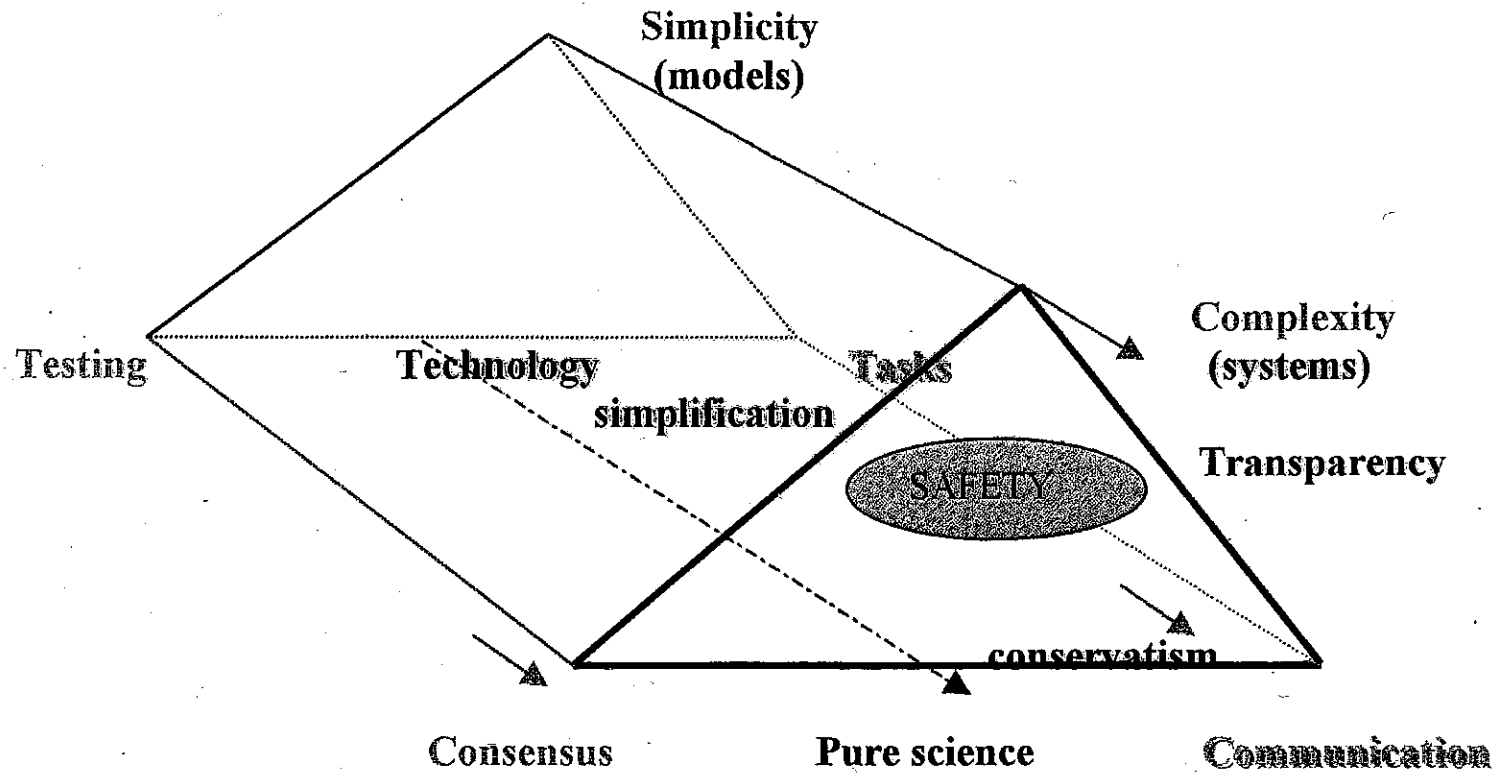 Simplicity
(models)
Complexity
(systems)
Testing
Technology
Tasks
simplification
Transparency
SAFETY
conservatism
Consensus
Pure science
Communication